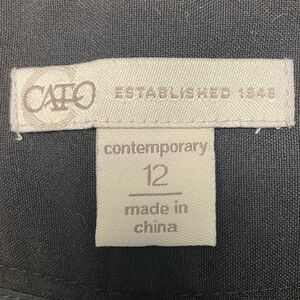 CATO ESTABLISHED 1946
contemporary
12
made in
china